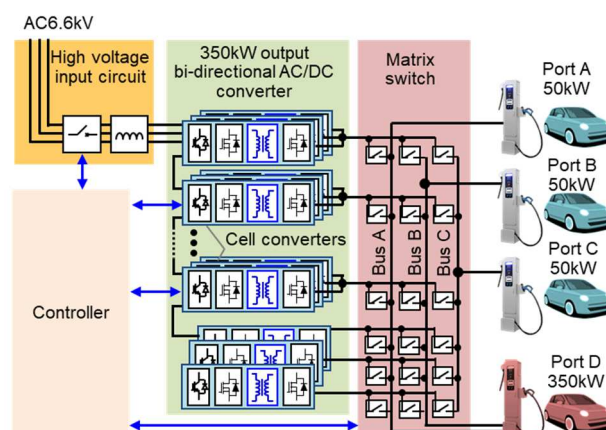 AC6.6kV
High voltage
input circuit
350kW output
bi-directional AC/DC
converter
Matrix
switch
Port A
50kW
Port B
50kW
Cell converters
Bus A
Bus B
Bus C
Port C
50kW
Controller
Port D
350kW